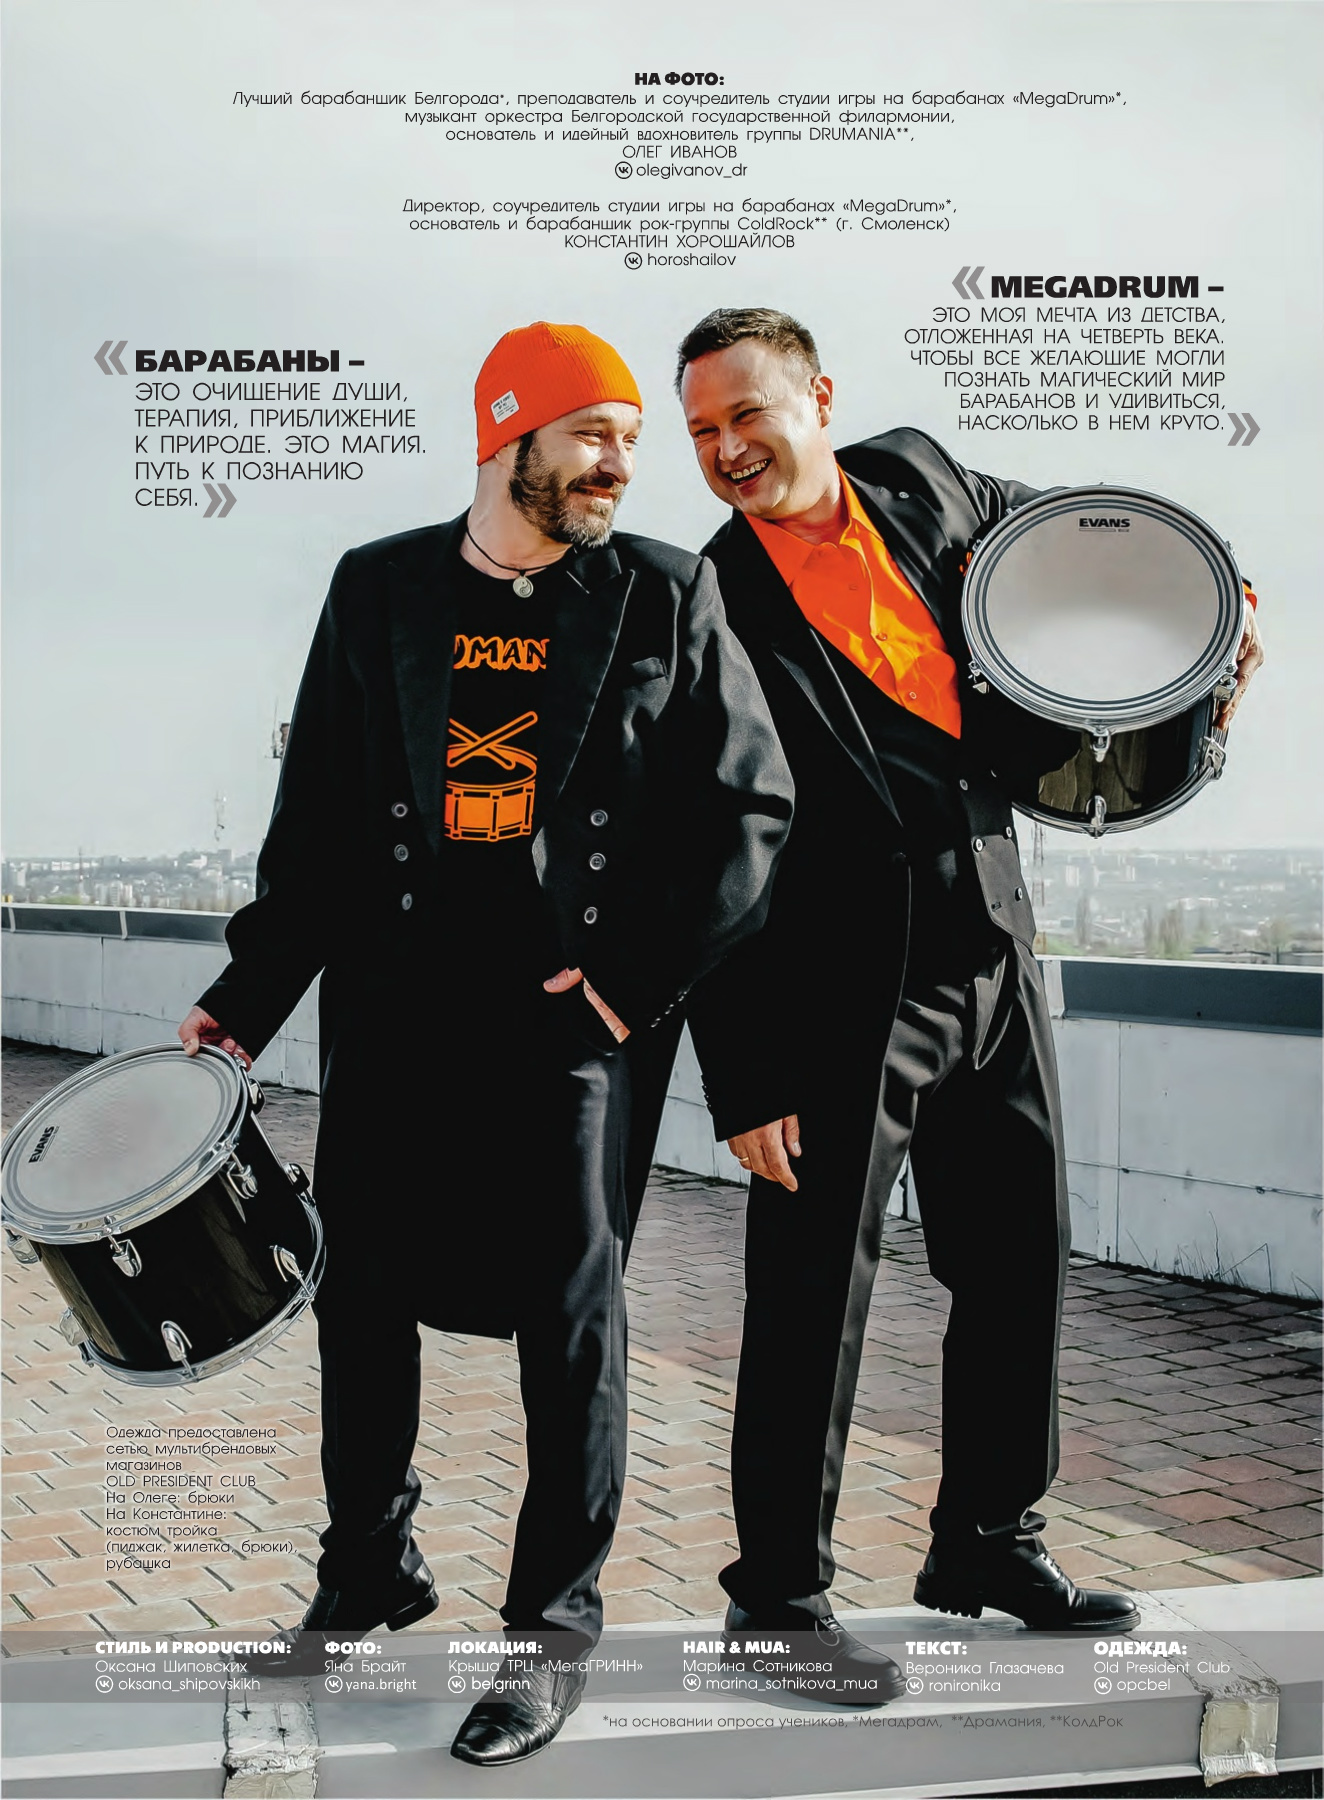 НА ФОТО:
Лучший барабанщик Белгорода*, преподаватель и соучредитель студии игры на барабанах «MegaDrum»*,
музыкант оркестра Белгородской государственной филармонии,
основатель и идейный вдохновитель группы DRUMANIA**,
ОЛЕГ ИВАНОВ
olegivanov_dr
Директор, соучредитель студии игры на барабанах «MegaDrum»*,
основатель и барабанщик рок-группы ColdRock** (г. Смоленск)
КОНСТАНТИН ХОРОШАЙЛОВ
horoshailov
«БАРАБАНЫ –
ЭТО ОЧИЩЕНИЕ ДУШИ,
ТЕРАПИЯ, ПРИБЛИЖЕНИЕ
К ПРИРОДЕ. ЭТО МАГИЯ.
ПУТЬ К ПОЗНАНИЮ
СЕБЯ.»
«MEGADRUM –
ЭТО МОЯ МЕЧТА ИЗ ДЕТСТВА,
ОТЛОЖЕННАЯ НА ЧЕТВЕРТЬ ВЕКА.
ЧТОБЫ ВСЕ ЖЕЛАЮЩИЕ МОГЛИ
ПОЗНАТЬ МАГИЧЕСКИЙ МИР
БАРАБАНОВ И УДИВИТЬСЯ,
НАСКОЛЬКО В НЕМ КРУТО.»
EVANS
UMAN
EVANS
Одежда предоставлена
сетью мультибрендовых
магазинов
OLD PRESIDENT CLUB
На Олеге: брюки
На Константине:
костюм тройка
(пиджак, жилетка, брюки),
рубашка
СТИЛЬ И PRODUCTION:
Оксана Шиповских
oksana_shipovskikh
ФОТО:
Яна Брайт
yana.bright
ЛОКАЦИЯ:
Крыша ТРЦ «МегаГРИНН»
belgrinn
HAIR & MUA:
Марина Сотникова
marina_sotnikova_mua
ТЕКСТ:
Вероника Глазачева
ronironika
ОДЕЖДА:
Old President Club
opcbel
*на основании опроса учеников, *Мегадрам, **Драмания, **КолдРок